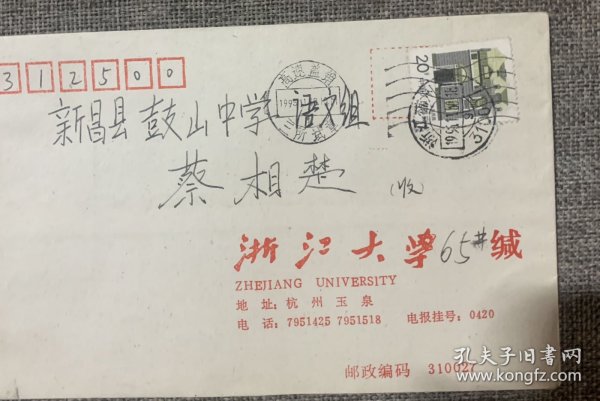 312500
新昌县鼓山中学语文组
蔡相楚 (收)
20
浙江大学 65# 缄
ZHEJIANG UNIVERSITY
地 址: 杭 州 玉 泉
电 话: 7951425 7951518 电报挂号: 0420
邮政编码 310027
孔夫子旧书网
www.kongfz.com